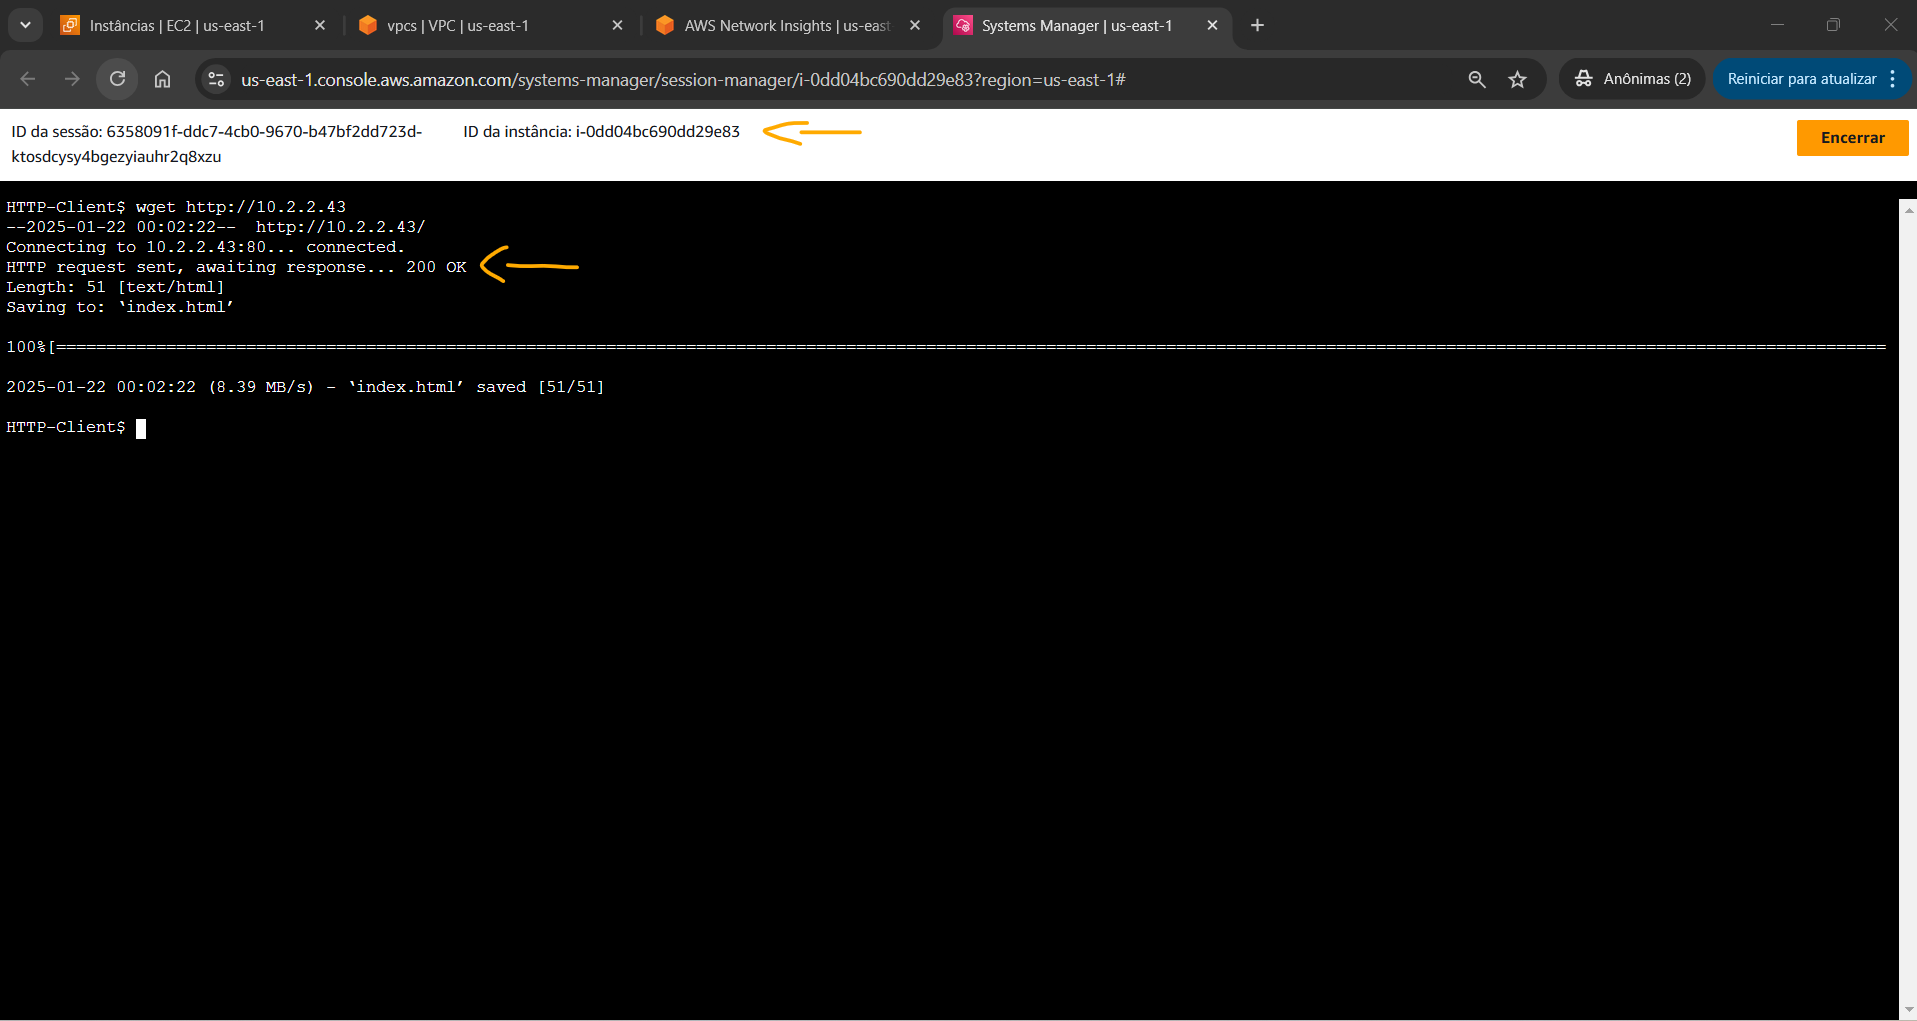 Instâncias | EC2 | us-east-1
vpcs | VPC | us-east-1
AWS Network Insights | us-east
Systems Manager | us-east-1
us-east-1.console.aws.amazon.com/systems-manager/session-manager/i-0dd04bc690dd29e83?region=us-east-1#
Anônimas (2)
Reiniciar para atualizar
ID da sessão: 6358091f-ddc7-4cb0-9670-b47bf2dd723d-
ktosdcysy4bgezyiauhr2q8xzu
ID da instância: i-0dd04bc690dd29e83
Encerrar
HTTP-Client$ wget http://10.2.2.43
--2025-01-22 00:02:22--  http://10.2.2.43/
Connecting to 10.2.2.43:80... connected.
HTTP request sent, awaiting response... 200 OK
Length: 51 [text/html]
Saving to: ‘index.html’
100%[=======================================================================================================================================================================================
2025-01-22 00:02:22 (8.39 MB/s) - ‘index.html’ saved [51/51]
HTTP-Client$